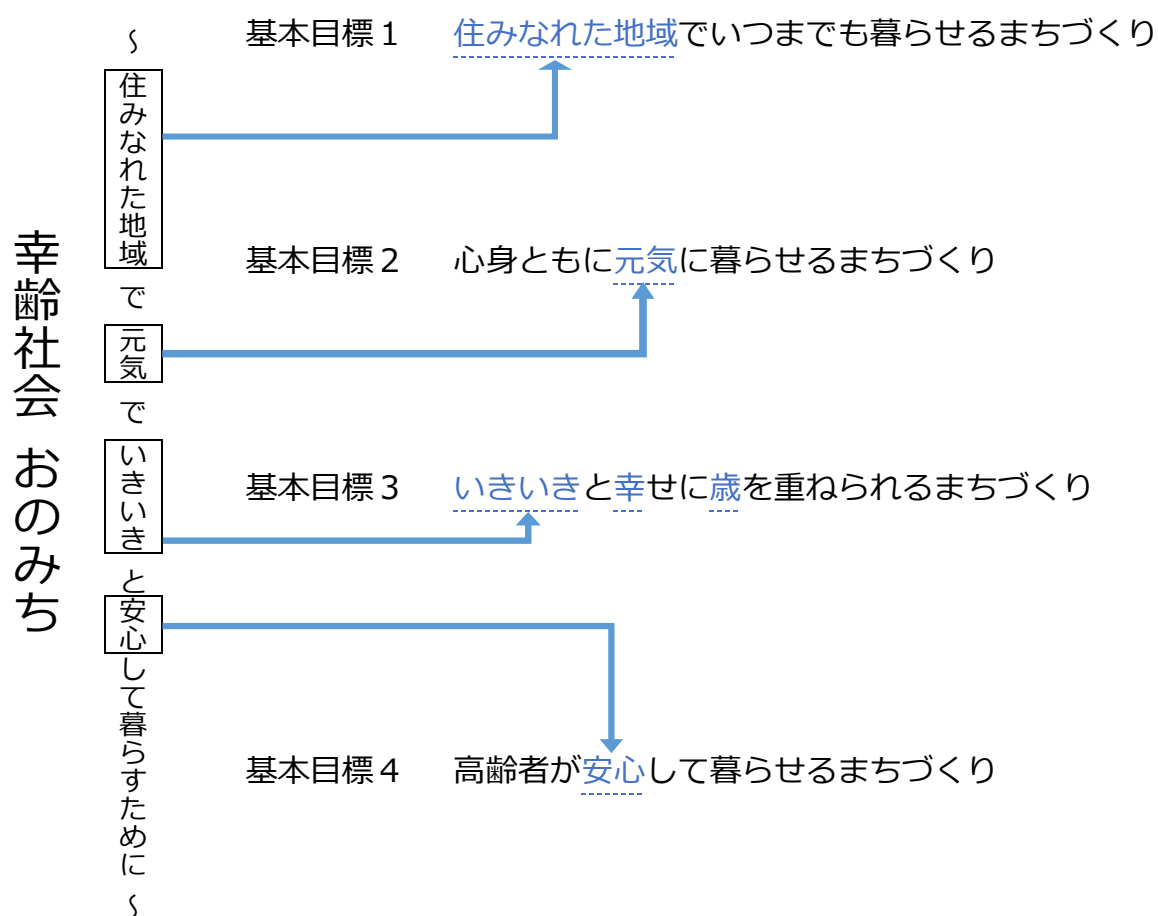 幸齢社会 おのみち
~住みなれた地域で元気でいきいきと安心して暮らすために~
基本目標1 住みなれた地域でいつまでも暮らせるまちづくり
基本目標2 心身ともに元気に暮らせるまちづくり
基本目標3 いきいきと幸せに歳を重ねられるまちづくり
基本目標4 高齢者が安心して暮らせるまちづくり